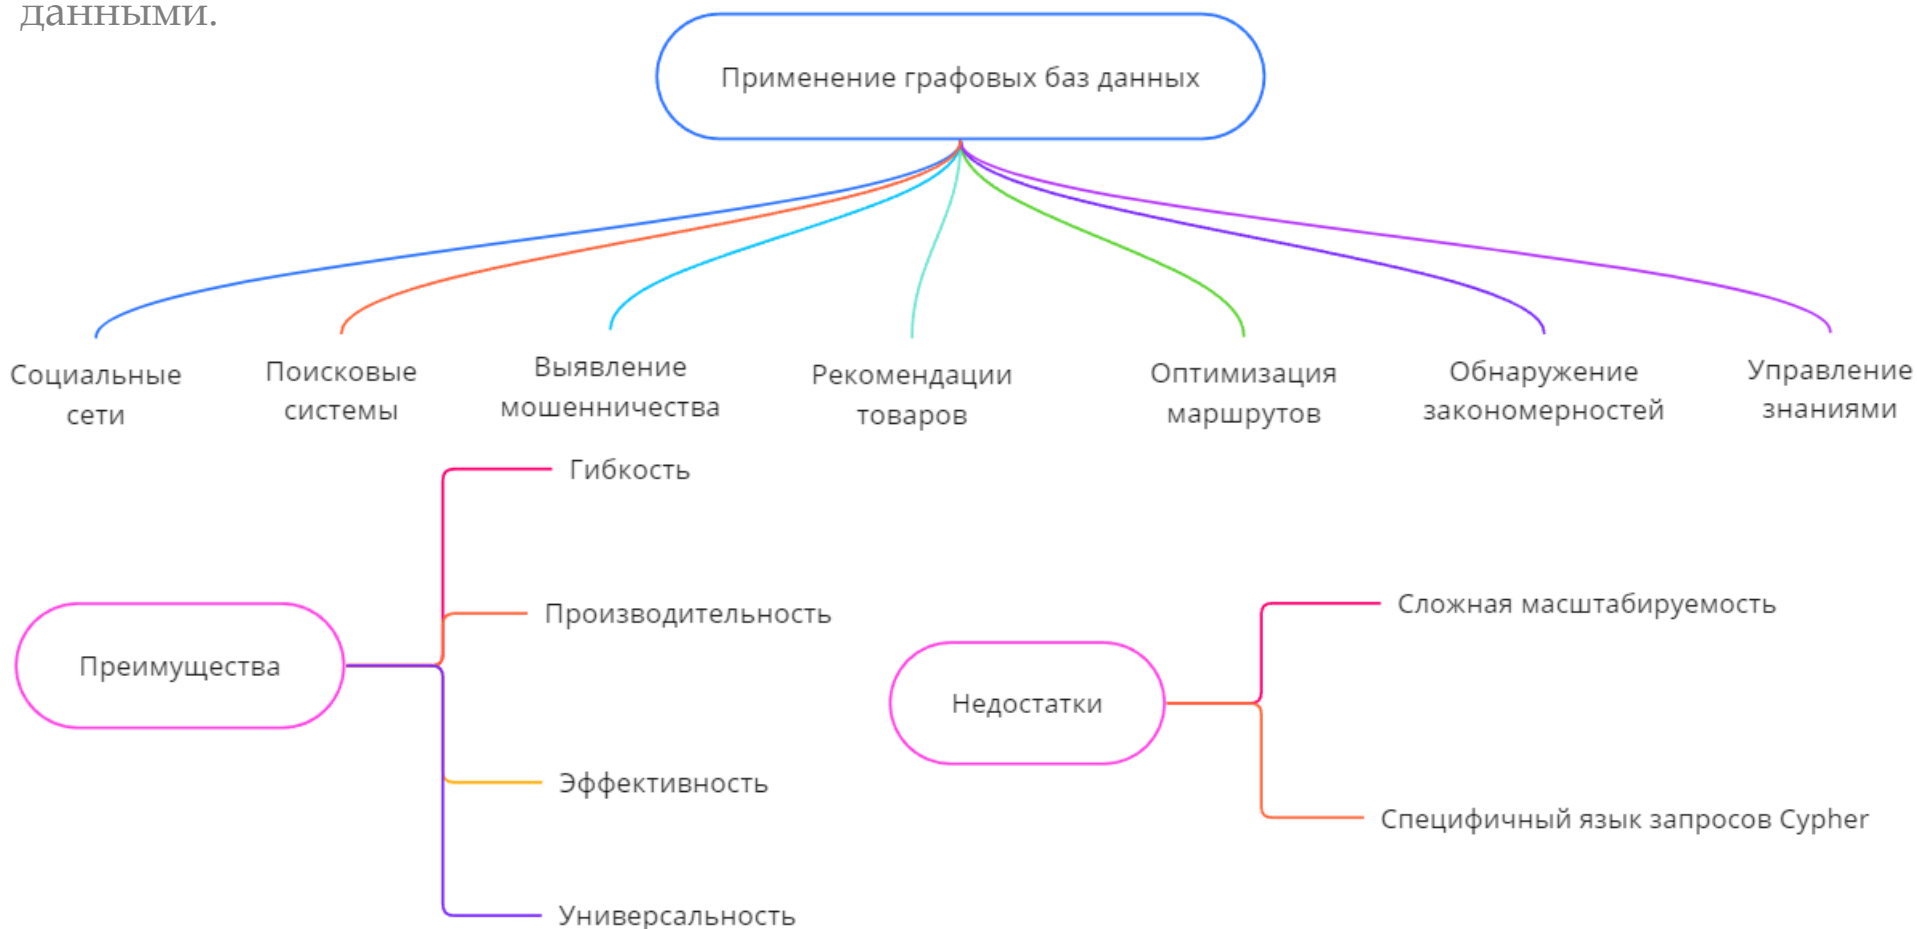 данными.
Применение графовых баз данных
Социальные
сети
Поисковые
системы
Выявление
мошенничества
Рекомендации
товаров
Оптимизация
маршрутов
Обнаружение
закономерностей
Управление
знаниями
Преимущества
Гибкость
Производительность
Эффективность
Универсальность
Недостатки
Сложная масштабируемость
Специфичный язык запросов Cypher